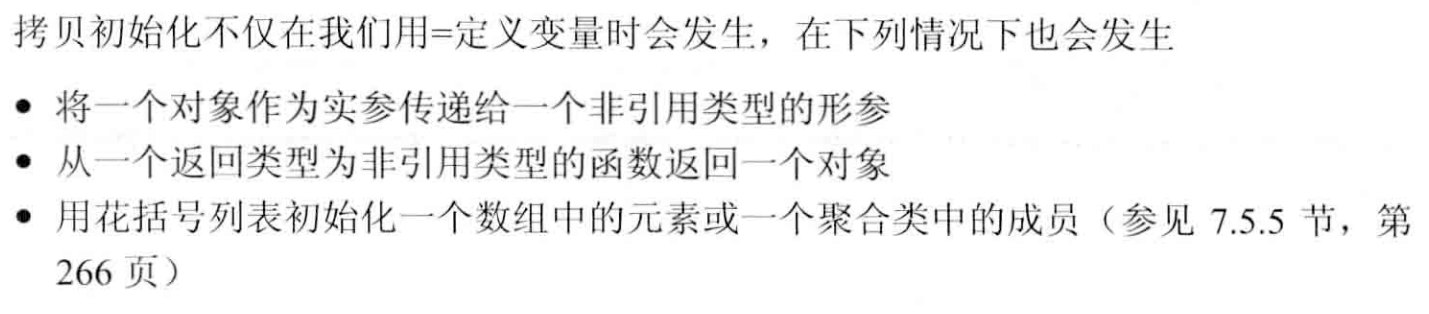 拷贝初始化不仅在我们用=定义变量时会发生，在下列情况下也会发生
• 将一个对象作为实参传递给一个非引用类型的形参
• 从一个返回类型为非引用类型的函数返回一个对象
• 用花括号列表初始化一个数组中的元素或一个聚合类中的成员（参见 7.5.5 节，第
266 页）